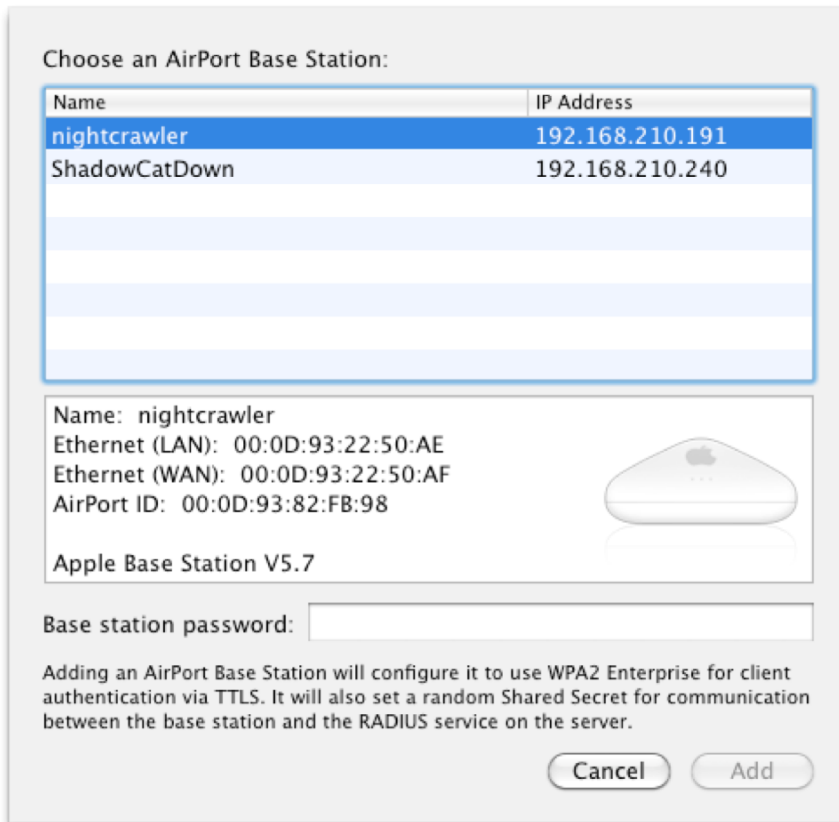 Choose an AirPort Base Station:
Name IP Address
nightcrawler 192.168.210.191
ShadowCatDown 192.168.210.240
Name: nightcrawler
Ethernet (LAN): 00:0D:93:22:50:AE
Ethernet (WAN): 00:0D:93:22:50:AF
AirPort ID: 00:0D:93:82:FB:98
Apple Base Station V5.7
Base station password:
Adding an AirPort Base Station will configure it to use WPA2 Enterprise for client
authentication via TTLS. It will also set a random Shared Secret for communication
between the base station and the RADIUS service on the server.
Cancel Add